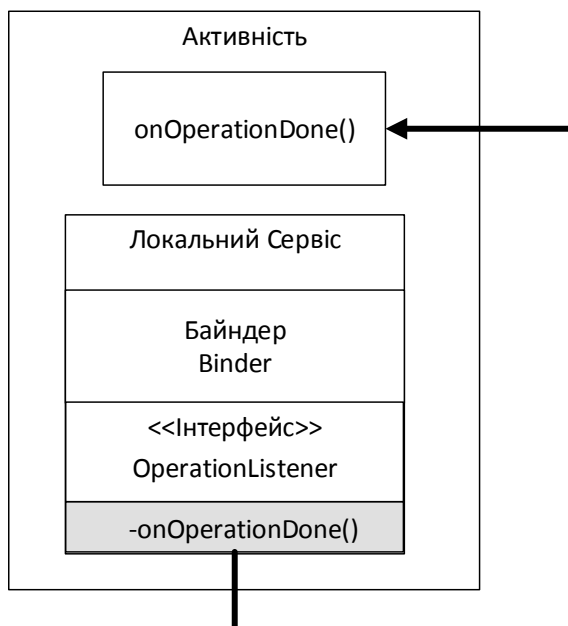 Активність
onOperationDone()
Локальний Сервіс
Байндер
Binder
<<Інтерфейс>>
OperationListener
-onOperationDone()